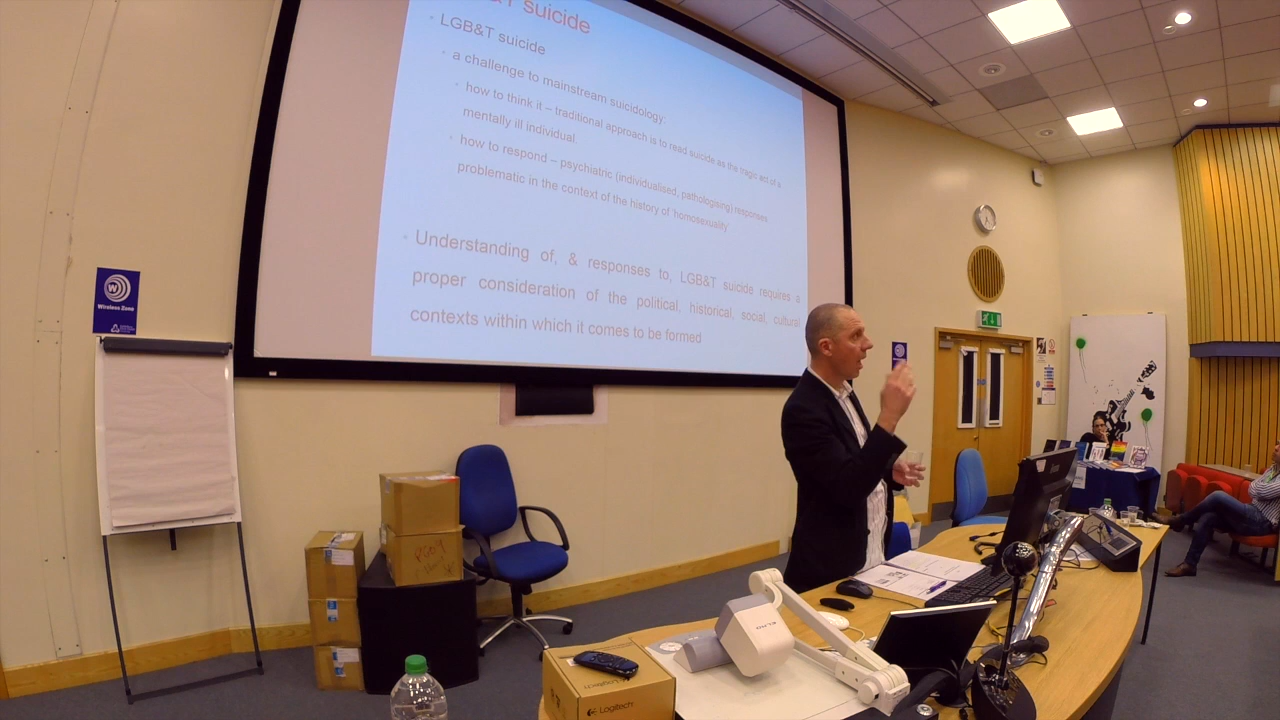 &T suicide
LGB&T suicide
a challenge to mainstream suicidology:
how to think it – traditional approach is to read suicide as the tragic act of a
mentally ill individual.
how to respond – psychiatric (individualised, pathologising) responses
problematic in the context of the history of 'homosexuality'
Understanding of, & responses to, LGB&T suicide requires a
proper consideration of the political, historical, social, cultural
contexts within which it comes to be formed
W
Wireless Zone
ELMO
Logitech